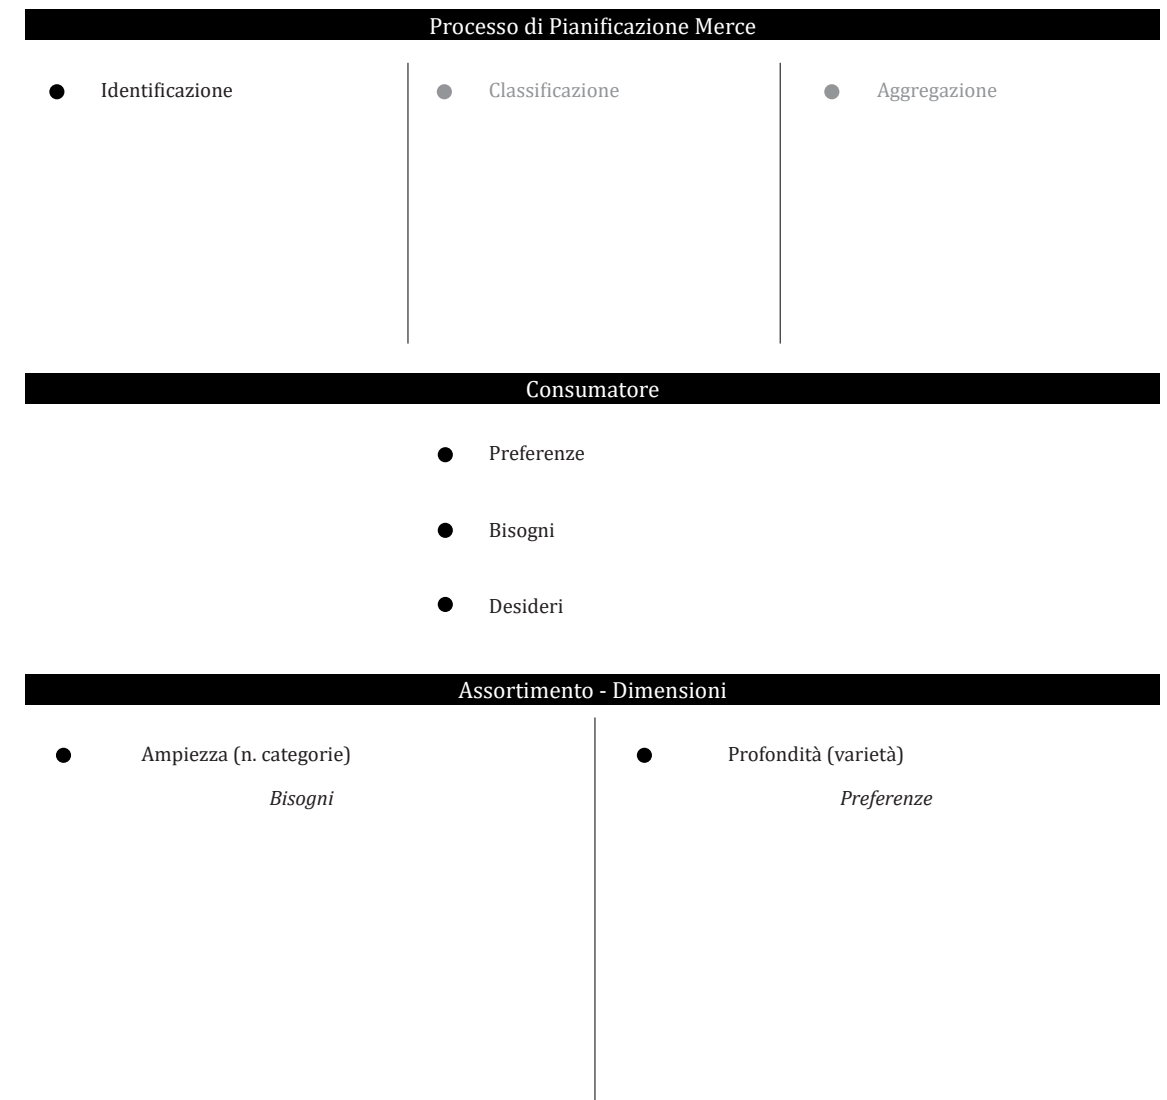 Processo di Pianificazione Merce
Identificazione
Classificazione
Aggregazione
Consumatore
Preferenze
Bisogni
Desideri
Assortimento - Dimensioni
Ampiezza (n. categorie)
Bisogni
Profondità (varietà)
Preferenze